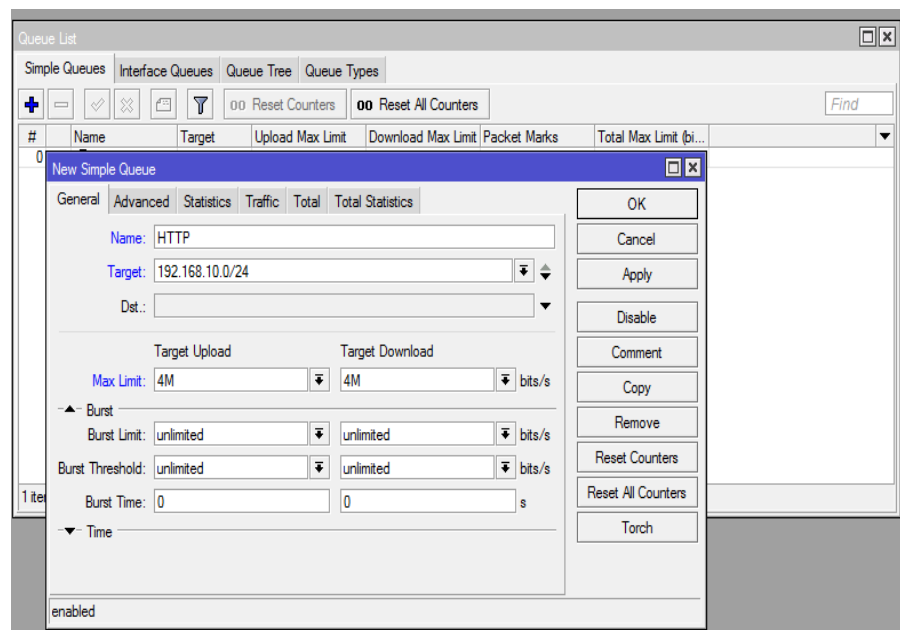 Queue List
Simple Queues Interface Queues Queue Tree Queue Types
00 Reset Counters 00 Reset All Counters Find
# Name Target Upload Max Limit Download Max Limit Packet Marks Total Max Limit (bi...
0
New Simple Queue
General Advanced Statistics Traffic Total Total Statistics
OK
Name: HTTP
Cancel
Target: 192.168.10.0/24
Apply
Dst.:
Disable
Target Upload Target Download
Comment
Max Limit: 4M 4M bits/s
Copy
Burst
Remove
Burst Limit: unlimited unlimited bits/s
Reset Counters
Burst Threshold: unlimited unlimited bits/s
Reset All Counters
1 iter
Burst Time: 0 0 s
Torch
Time
enabled